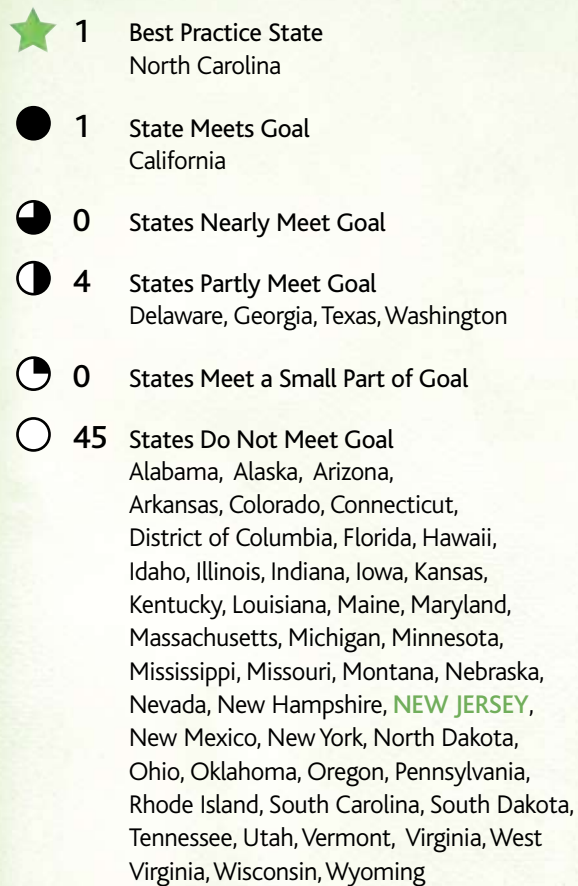 1 Best Practice State
North Carolina
1 State Meets Goal
California
0 States Nearly Meet Goal
4 States Partly Meet Goal
Delaware, Georgia, Texas, Washington
0 States Meet a Small Part of Goal
45 States Do Not Meet Goal
Alabama, Alaska, Arizona,
Arkansas, Colorado, Connecticut,
District of Columbia, Florida, Hawaii,
Idaho, Illinois, Indiana, Iowa, Kansas,
Kentucky, Louisiana, Maine, Maryland,
Massachusetts, Michigan, Minnesota,
Mississippi, Missouri, Montana, Nebraska,
Nevada, New Hampshire, NEW JERSEY,
New Mexico, New York, North Dakota,
Ohio, Oklahoma, Oregon, Pennsylvania,
Rhode Island, South Carolina, South Dakota,
Tennessee, Utah, Vermont, Virginia, West
Virginia, Wisconsin, Wyoming